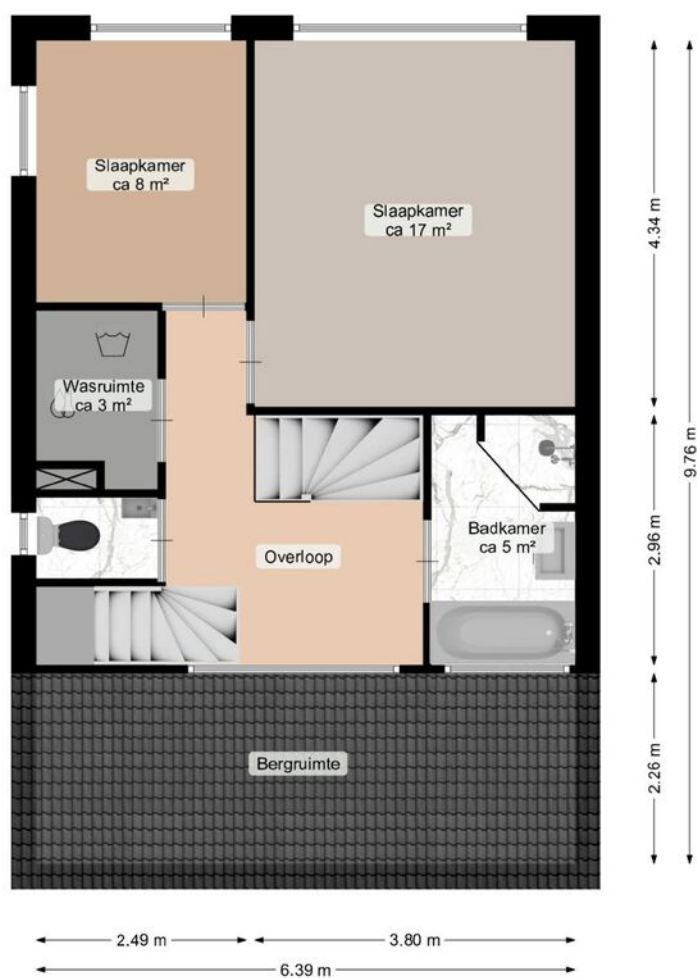 Slaapkamer
ca 8 m²
Slaapkamer
ca 17 m²
4.34 m
Wasruimte
ca 3 m²
9.76 m
Badkamer
ca 5 m²
2.96 m
Overloop
Bergruimte
2.26 m
2.49 m
3.80 m
6.39 m